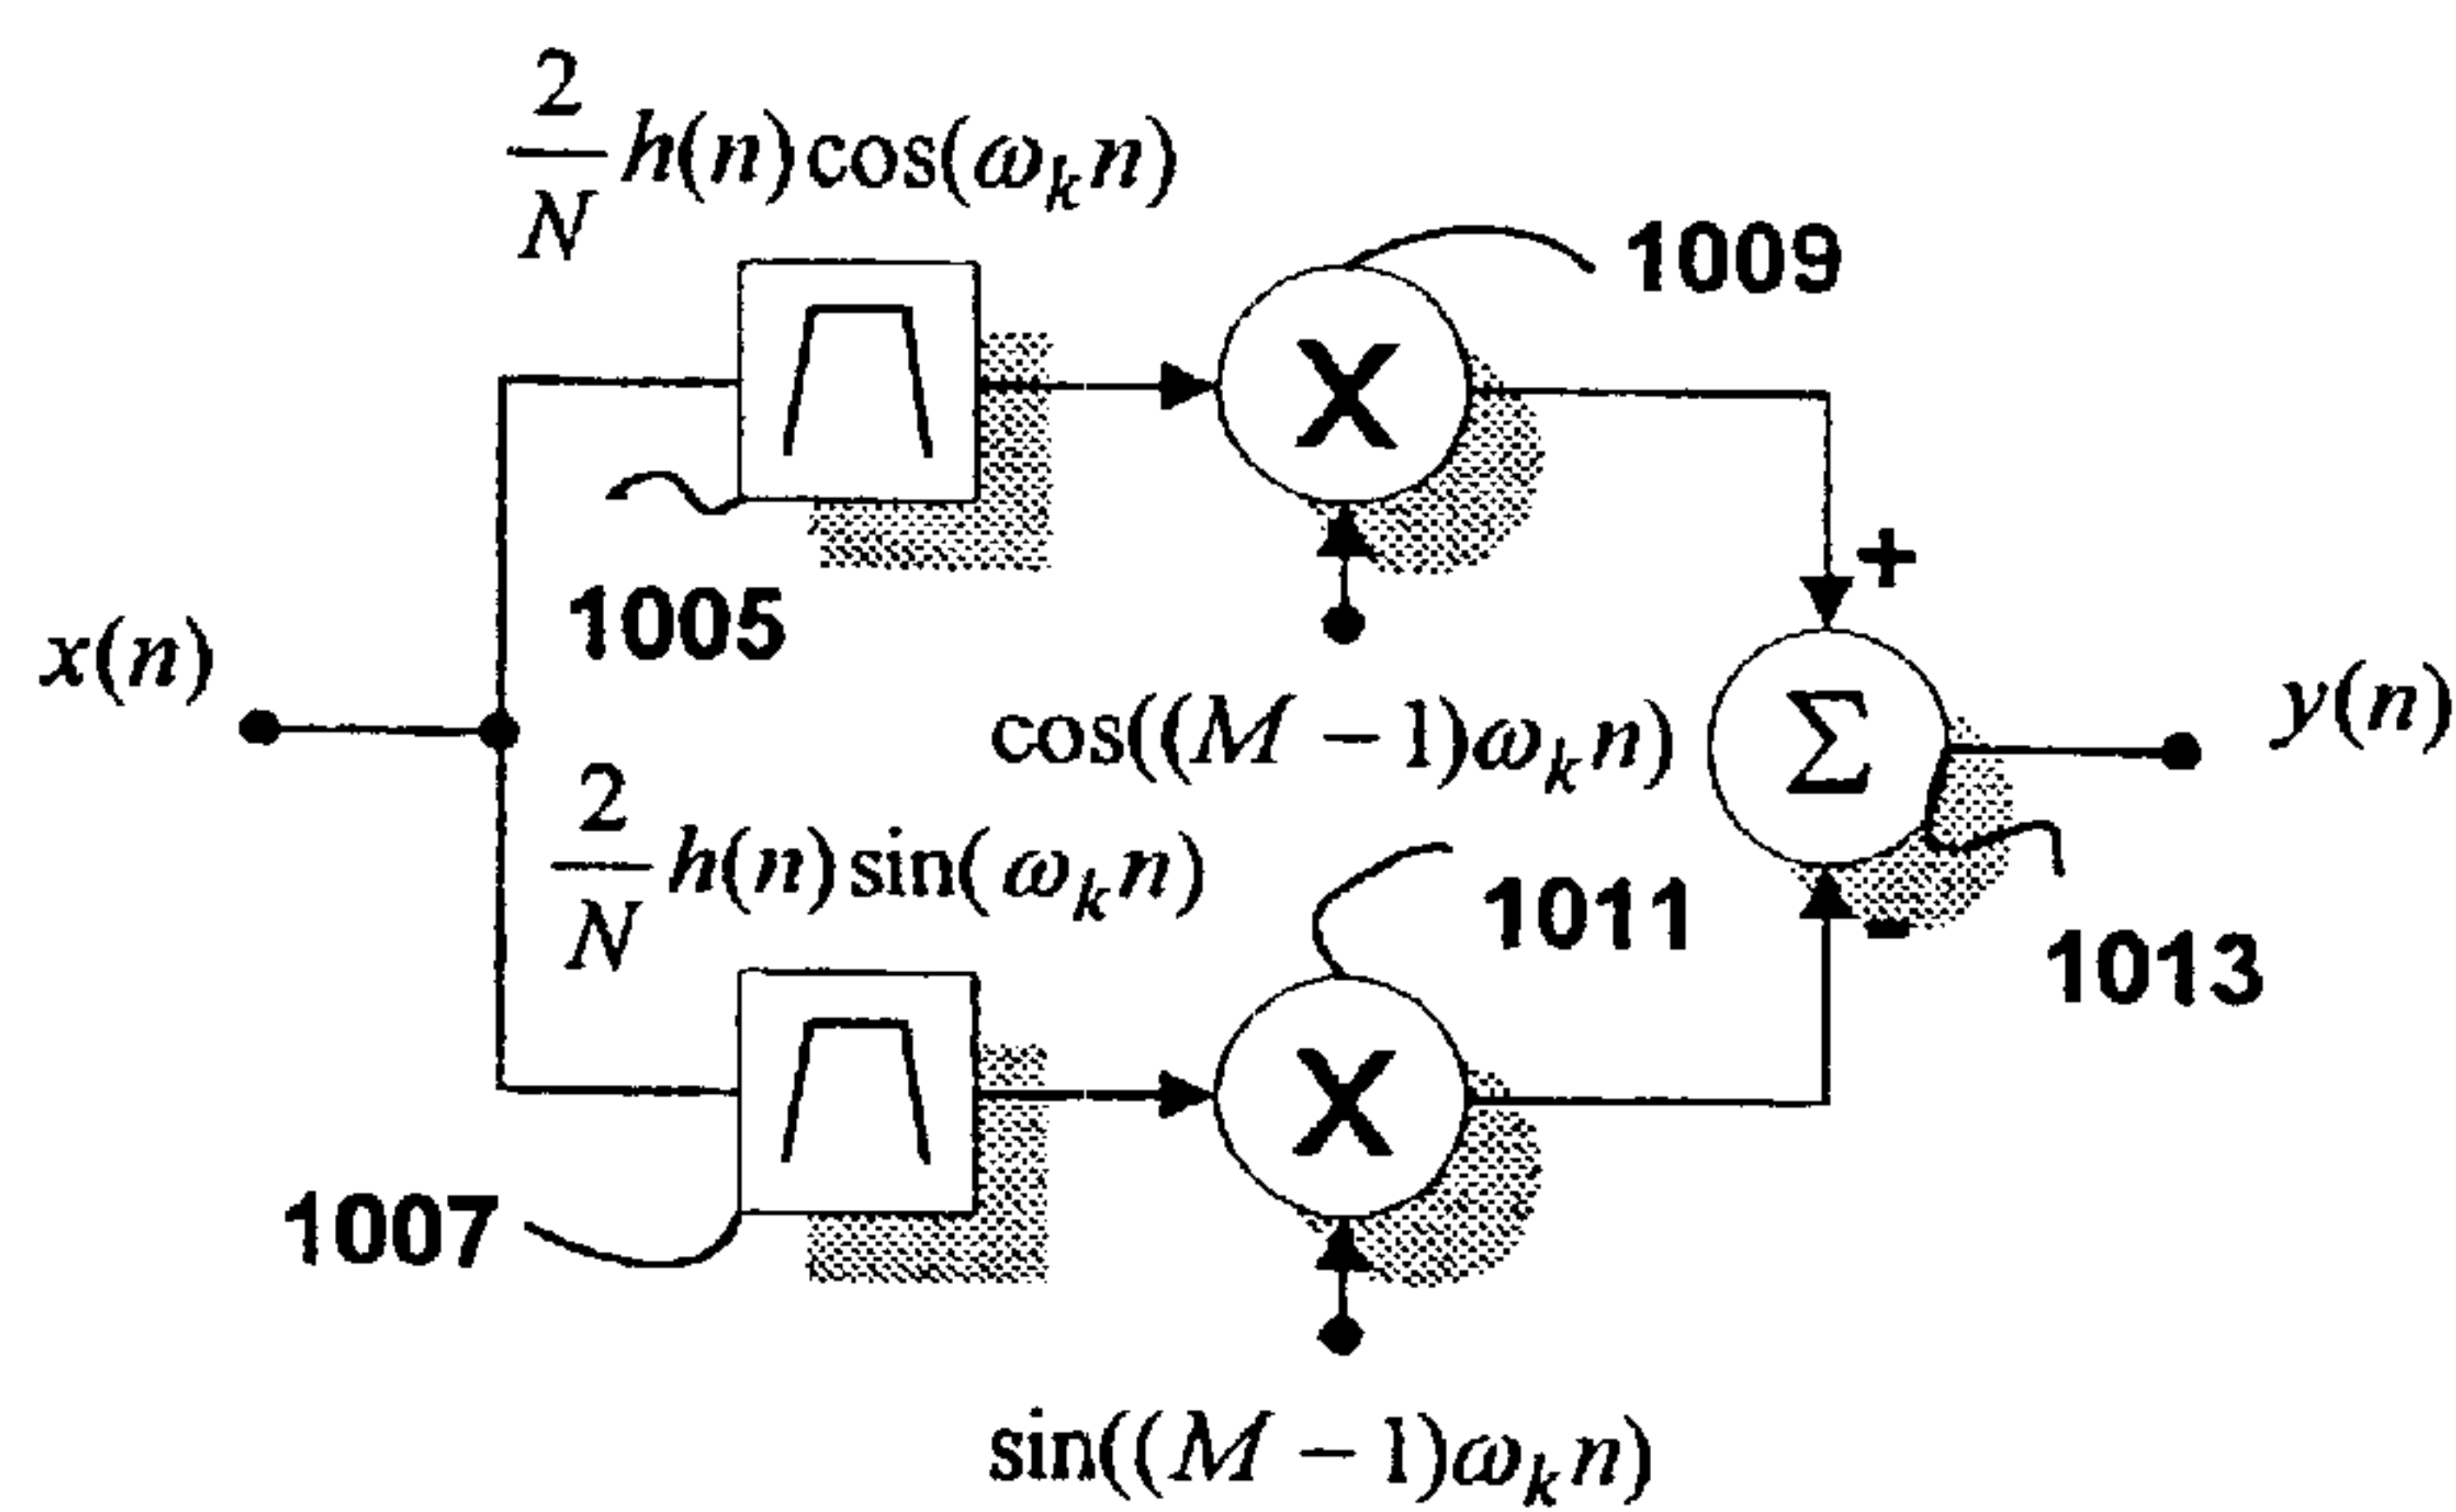 2/N h(n)cos(ω_k n)
1009
X
1005
+
x(n)
cos((M − 1)ω_k n)
Σ
y(n)
2/N h(n)sin(ω_k n)
1011
-
1013
X
1007
sin((M − 1)ω_k n)